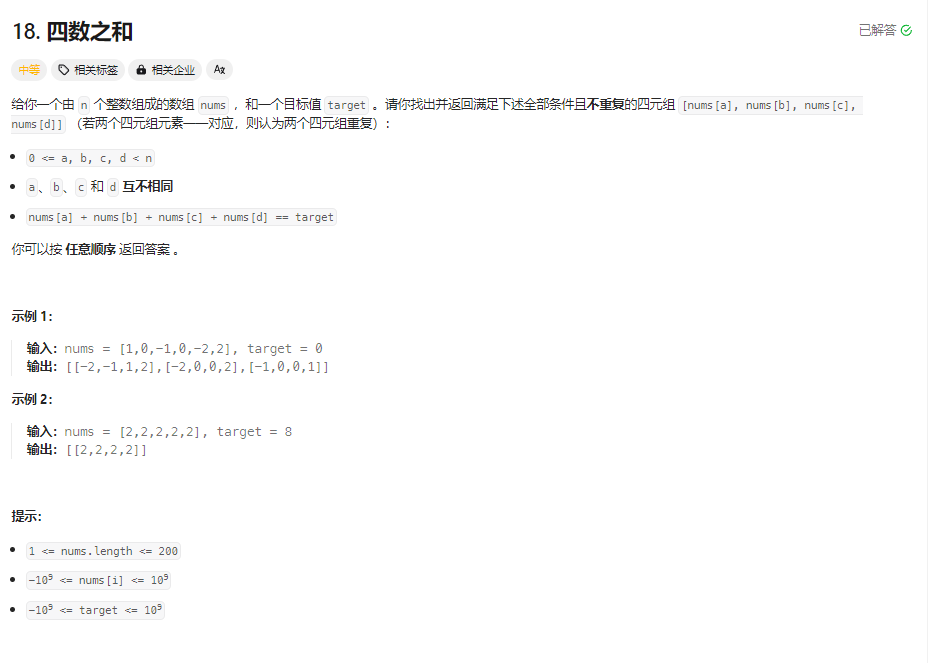 18. 四数之和
已解答
中等 相关标签 相关企业 Aあ
给你一个由 n 个整数组成的数组 nums ，和一个目标值 target 。请你找出并返回满足下述全部条件且不重复的四元组 [nums[a], nums[b], nums[c],
nums[d]] （若两个四元组元素一一对应，则认为两个四元组重复）：
• 0 <= a, b, c, d < n
• a、b、c 和 d 互不相同
• nums[a] + nums[b] + nums[c] + nums[d] == target
你可以按 任意顺序 返回答案 。
示例 1：
输入：nums = [1,0,-1,0,-2,2], target = 0
输出：[[-2,-1,1,2],[-2,0,0,2],[-1,0,0,1]]
示例 2：
输入：nums = [2,2,2,2,2], target = 8
输出：[[2,2,2,2]]
提示：
• 1 <= nums.length <= 200
• -10⁹ <= nums[i] <= 10⁹
• -10⁹ <= target <= 10⁹